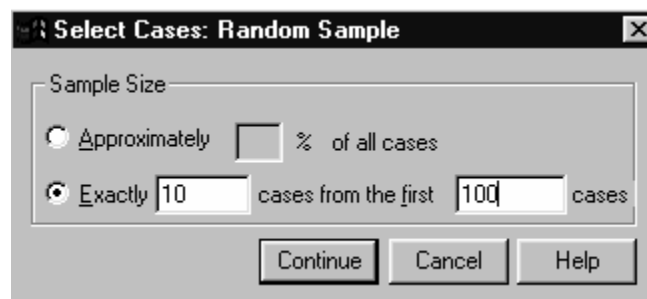 Select Cases: Random Sample
Sample Size
Approximately % of all cases
Exactly 10 cases from the first 100 cases
Continue Cancel Help